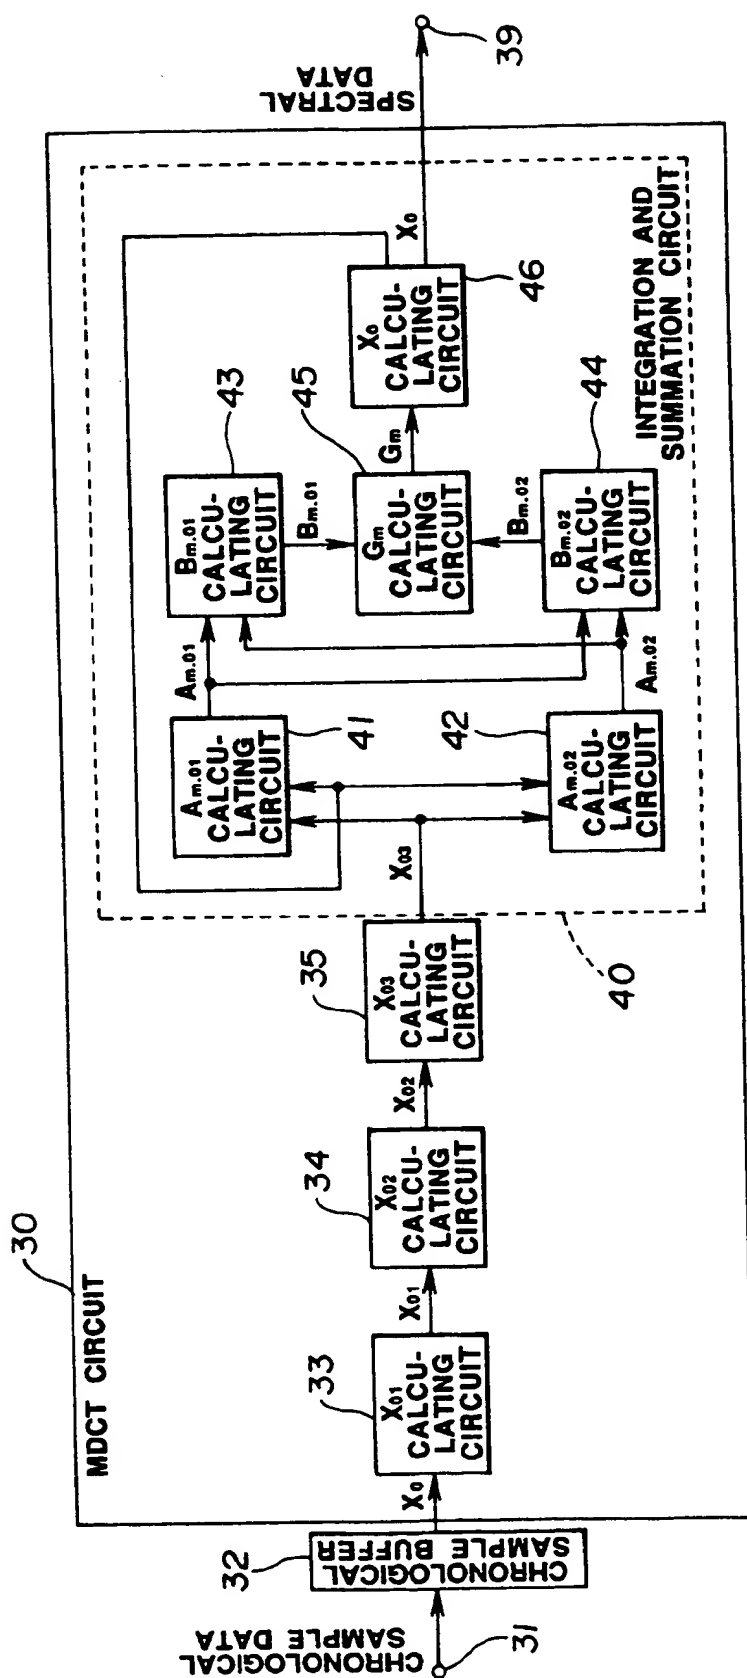 30
MDCT CIRCUIT
CHRONOLOGICAL
SAMPLE DATA
31
32
CHRONOLOGICAL
SAMPLE BUFFER
X0
33
X01
CALCU-
LATING
CIRCUIT
X01
34
X02
CALCU-
LATING
CIRCUIT
X02
35
X03
CALCU-
LATING
CIRCUIT
X03
40
Am.01
CALCU-
LATING
CIRCUIT
41
Am.01
42
Am.02
CALCU-
LATING
CIRCUIT
Am.02
43
Bm.01
CALCU-
LATING
CIRCUIT
Bm.01
45
Gm
CALCU-
LATING
CIRCUIT
Gm
Bm.02
Bm.02
CALCU-
LATING
CIRCUIT
44
X0
CALCU-
LATING
CIRCUIT
46
X0
INTEGRATION AND
SUMMATION CIRCUIT
SPECTRAL
DATA
39